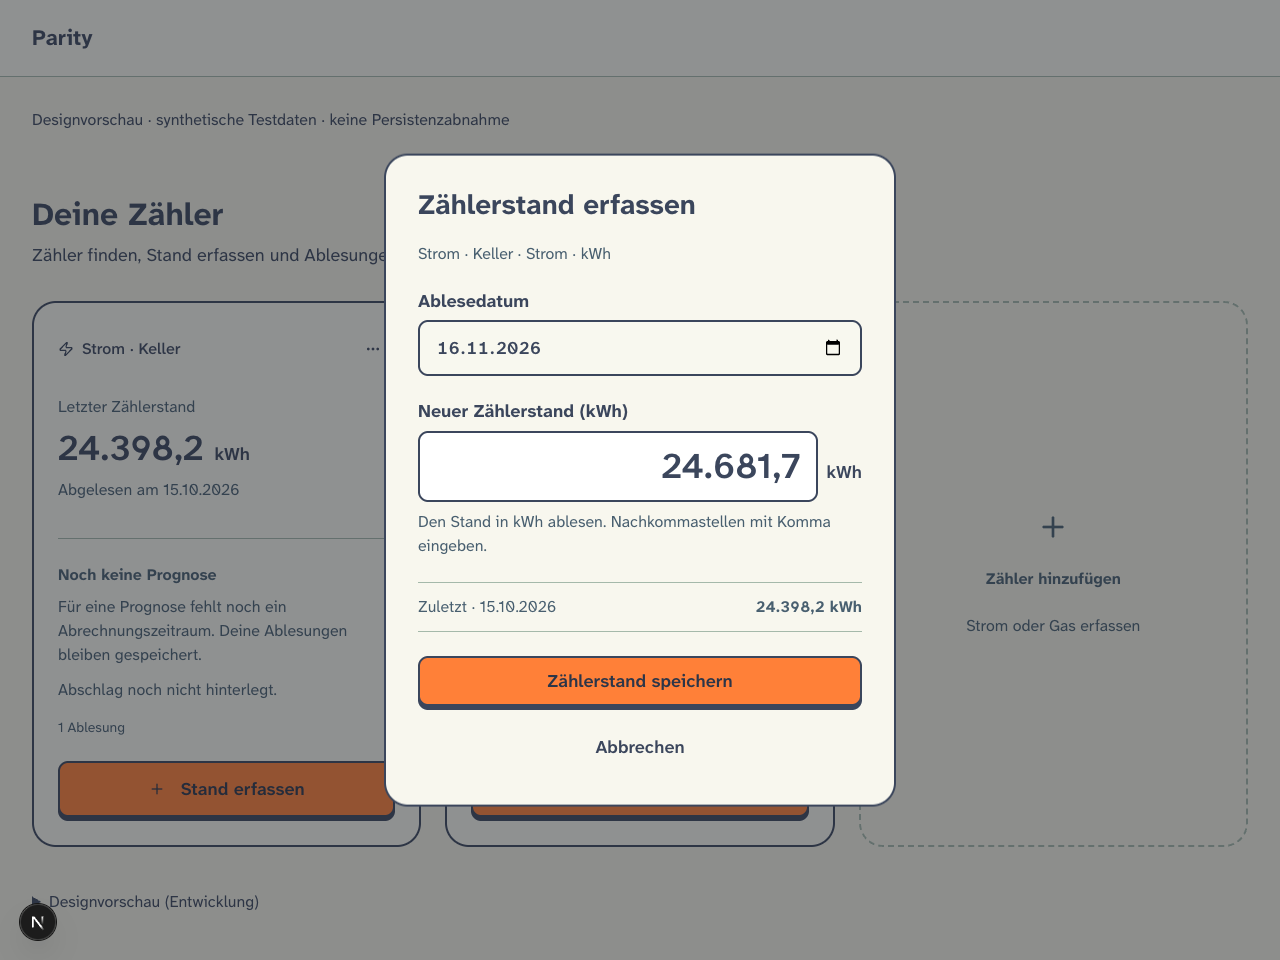 Parity
Designvorschau · synthetische Testdaten · keine Persistenzabnahme
Deine Zähler
Zähler finden, Stand erfassen und
Strom · Keller
Letzter Zählerstand
24.398,2 kWh
Abgelesen am 15.10.2026
Noch keine Prognose
Für eine Prognose fehlt noch ein
Abrechnungszeitraum. Deine Ablesungen
bleiben gespeichert.
Abschlag noch nicht hinterlegt.
1 Ablesung
+ Stand erfassen
Zählerstand erfassen
Strom · Keller · Strom · kWh
Ablesedatum
16.11.2026
Neuer Zählerstand (kWh)
24.681,7 kWh
Den Stand in kWh ablesen. Nachkommastellen mit Komma
eingeben.
Zuletzt · 15.10.2026 24.398,2 kWh
Zählerstand speichern
Abbrechen
+
Zähler hinzufügen
Strom oder Gas erfassen
Designvorschau (Entwicklung)
N